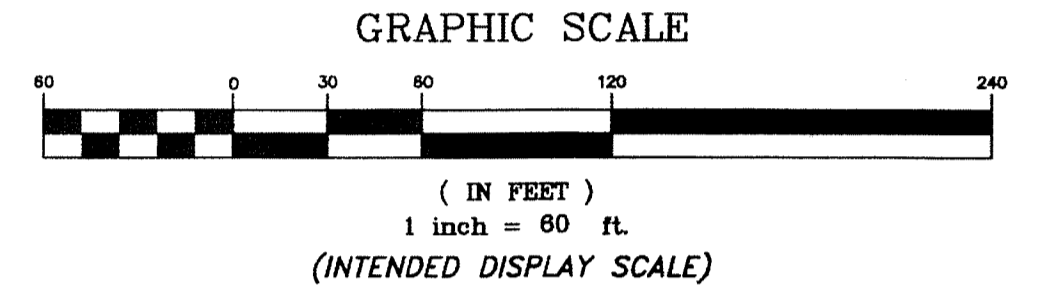 GRAPHIC SCALE
60 0 30 60 120 240
( IN FEET )
1 inch = 60 ft.
(INTENDED DISPLAY SCALE)